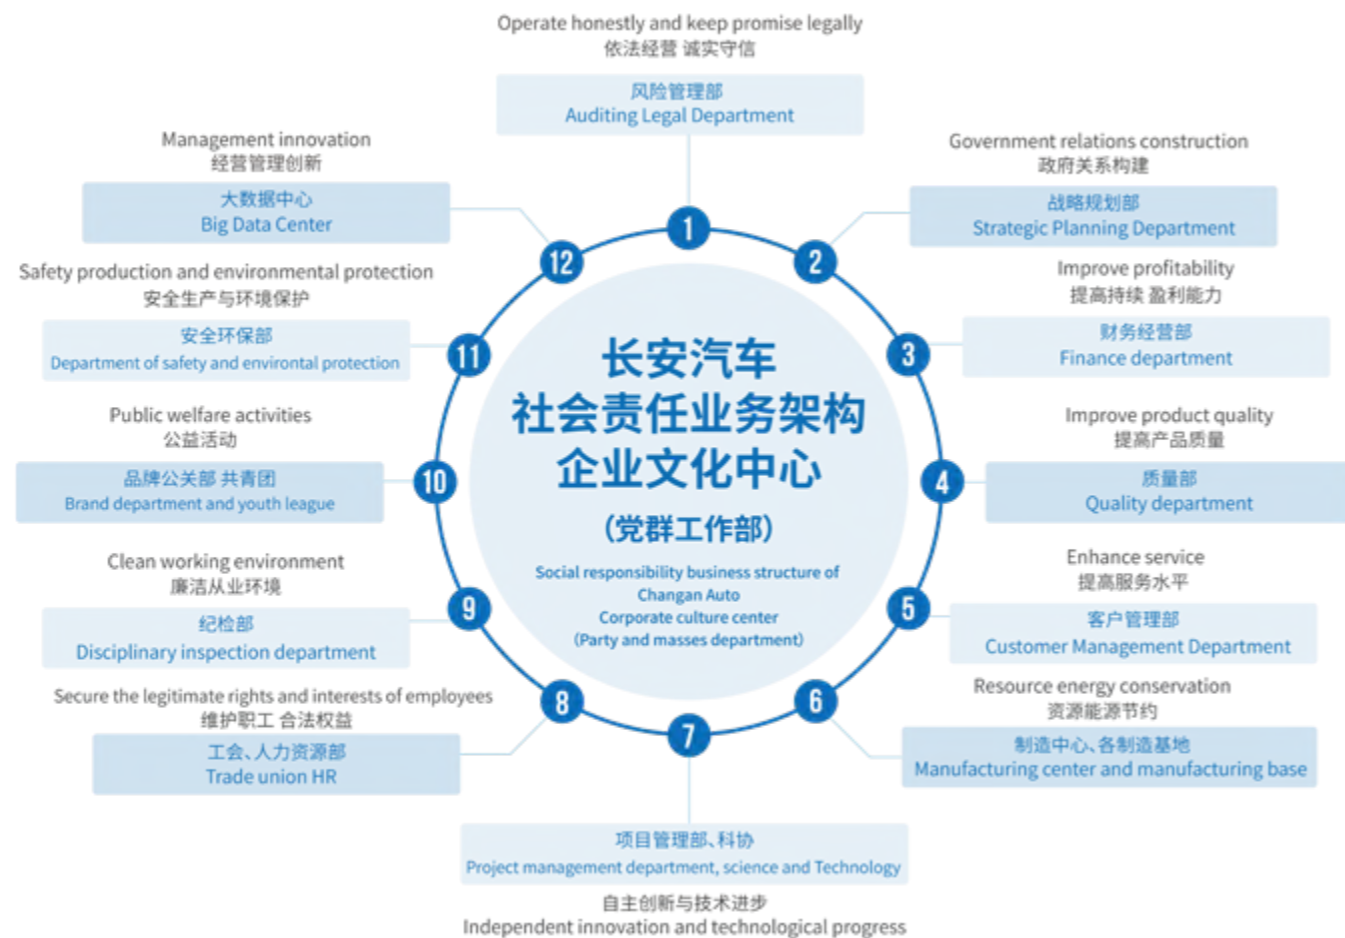 Operate honestly and keep promise legally
依法经营 诚实守信
风险管理部
Auditing Legal Department
1
Government relations construction
政府关系构建
战略规划部
Strategic Planning Department
2
Improve profitability
提高持续 盈利能力
财务经营部
Finance department
3
Improve product quality
提高产品质量
质量部
Quality department
4
Enhance service
提高服务水平
客户管理部
Customer Management Department
5
Resource energy conservation
资源能源节约
制造中心、各制造基地
Manufacturing center and manufacturing base
6
7
项目管理部、科协
Project management department, science and Technology
自主创新与技术进步
Independent innovation and technological progress
Secure the legitimate rights and interests of employees
维护职工 合法权益
工会、人力资源部
Trade union HR
8
Clean working environment
廉洁从业环境
纪检部
Disciplinary inspection department
9
Public welfare activities
公益活动
品牌公关部 共青团
Brand department and youth league
10
Safety production and environmental protection
安全生产与环境保护
安全环保部
Department of safety and environtal protection
11
Management innovation
经营管理创新
大数据中心
Big Data Center
12
长安汽车
社会责任业务架构
企业文化中心
（党群工作部）
Social responsibility business structure of
Changan Auto
Corporate culture center
(Party and masses department)